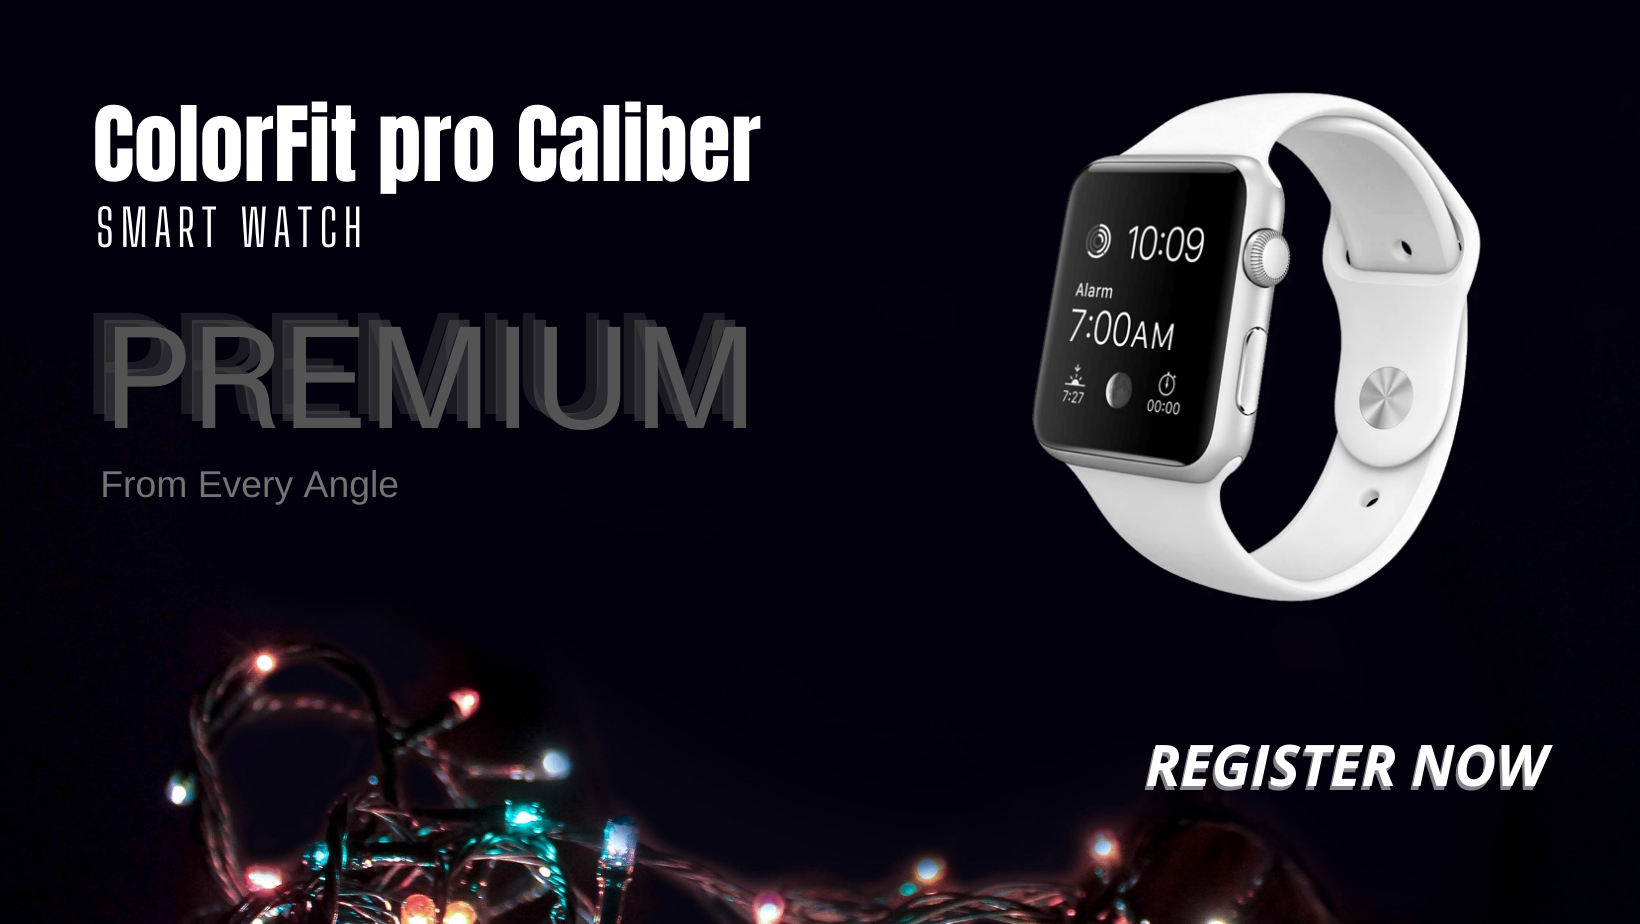 ColorFit pro Caliber
SMART WATCH
PREMIUM
From Every Angle
10:09
Alarm
7:00AM
7:27
00:00
REGISTER NOW